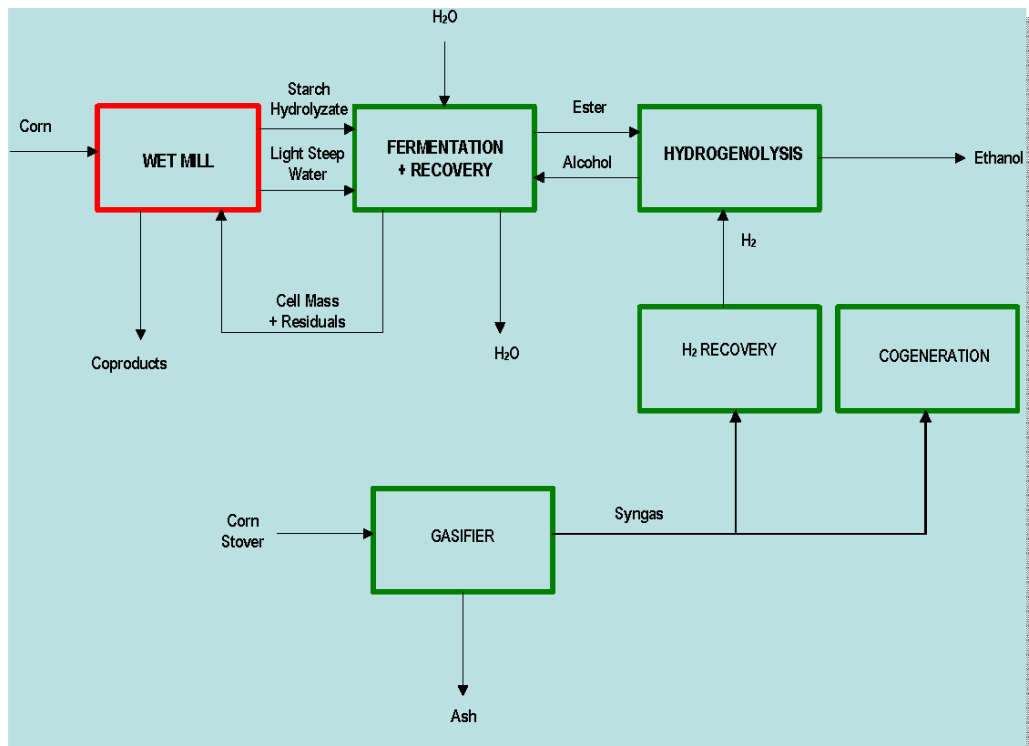 H₂O
Starch
Hydrolyzate
Ester
Corn
WET MILL
FERMENTATION
+ RECOVERY
HYDROGENOLYSIS
Ethanol
Light Steep
Water
Alcohol
H₂
Cell Mass
+ Residuals
Coproducts
H₂O
H₂ RECOVERY
COGENERATION
Corn
Stover
GASIFIER
Syngas
Ash